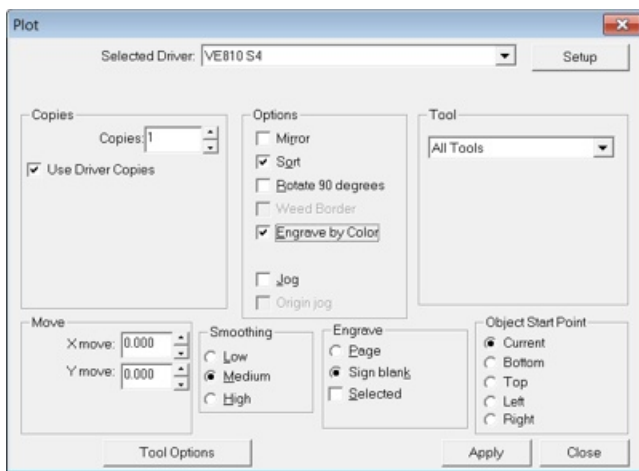 Plot
Selected Driver: VE810 S4
Setup
Copies
Copies: 1
Use Driver Copies
Options
Mirror
Sort
Rotate 90 degrees
Weed Border
Engrave by Color
Jog
Origin jog
Tool
All Tools
Move
X move: 0.000
Y move: 0.000
Smoothing
Low
Medium
High
Engrave
Page
Sign blank
Selected
Object Start Point
Current
Bottom
Top
Left
Right
Tool Options
Apply
Close